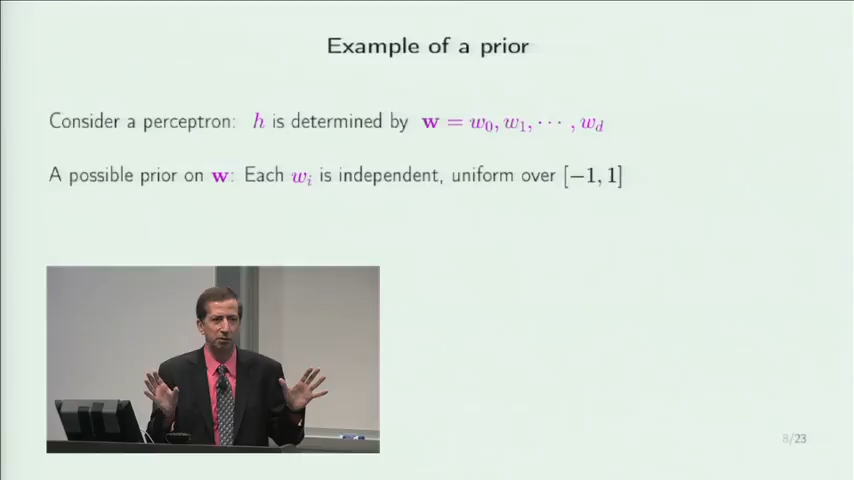 Example of a prior
Consider a perceptron: h is determined by w = w₀, w₁, ··· , w_d
A possible prior on w: Each wᵢ is independent, uniform over [−1, 1]
8/23